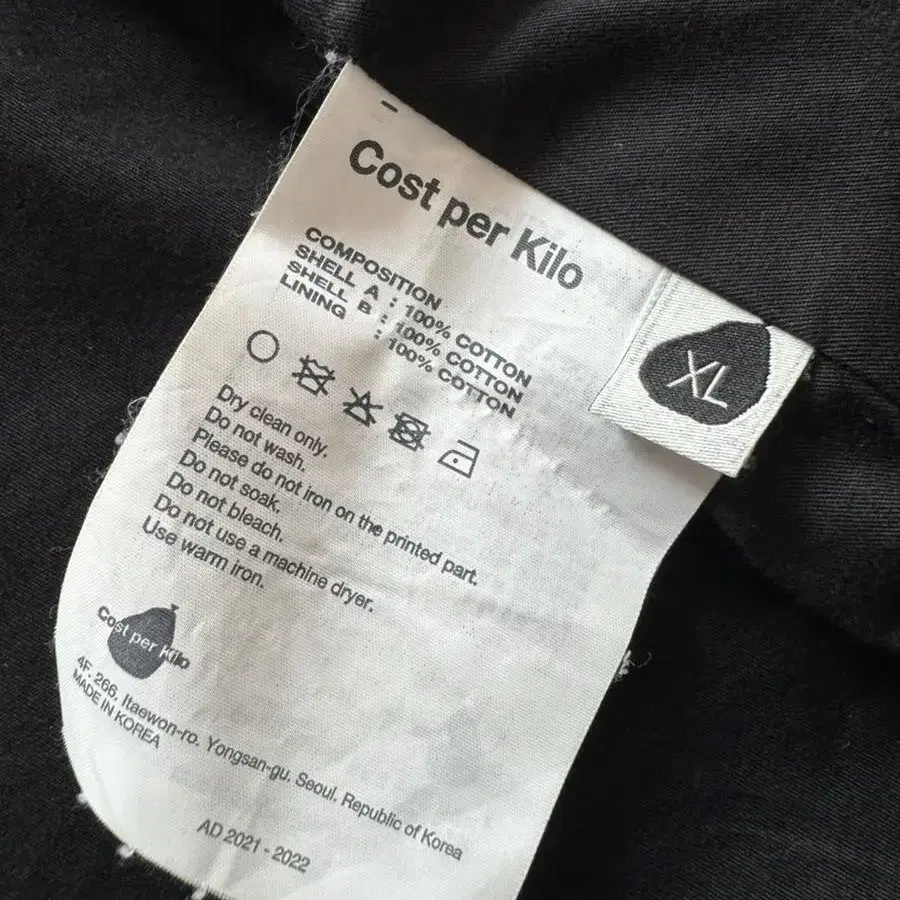 Cost per Kilo
COMPOSITION
SHELL A : 100% COTTON
SHELL B : 100% COTTON
LINING : 100% COTTON
XL
Dry clean only.
Do not wash.
Please do not iron on the printed part.
Do not soak.
Do not bleach.
Do not use a machine dryer.
Use warm iron.
Cost per Kilo
4F, 266, Itaewon-ro. Yongsan-gu. Seoul. Republic of Korea
MADE IN KOREA
AD 2021 - 2022